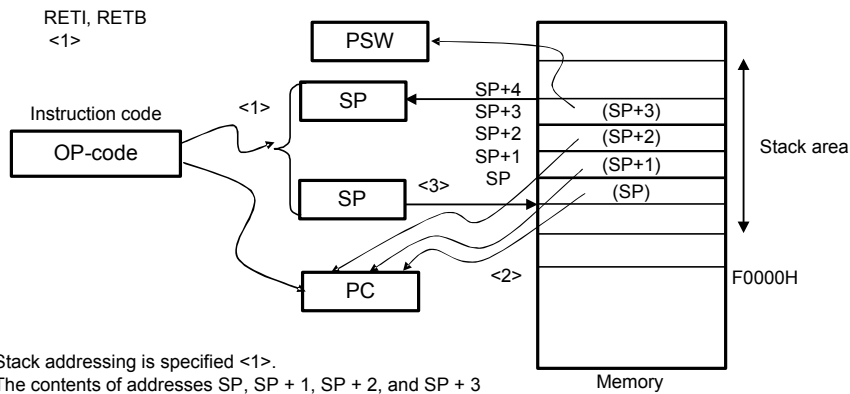 RETI, RETB
<1>
PSW
SP+4
<1>
SP
SP+3
(SP+3)
Instruction code
SP+2
(SP+2)
OP-code
Stack area
SP+1
(SP+1)
SP
<3>
SP
(SP)
<2>
PC
F0000H
Stack addressing is specified <1>.
The contents of addresses SP, SP + 1, SP + 2, and SP + 3
Memory